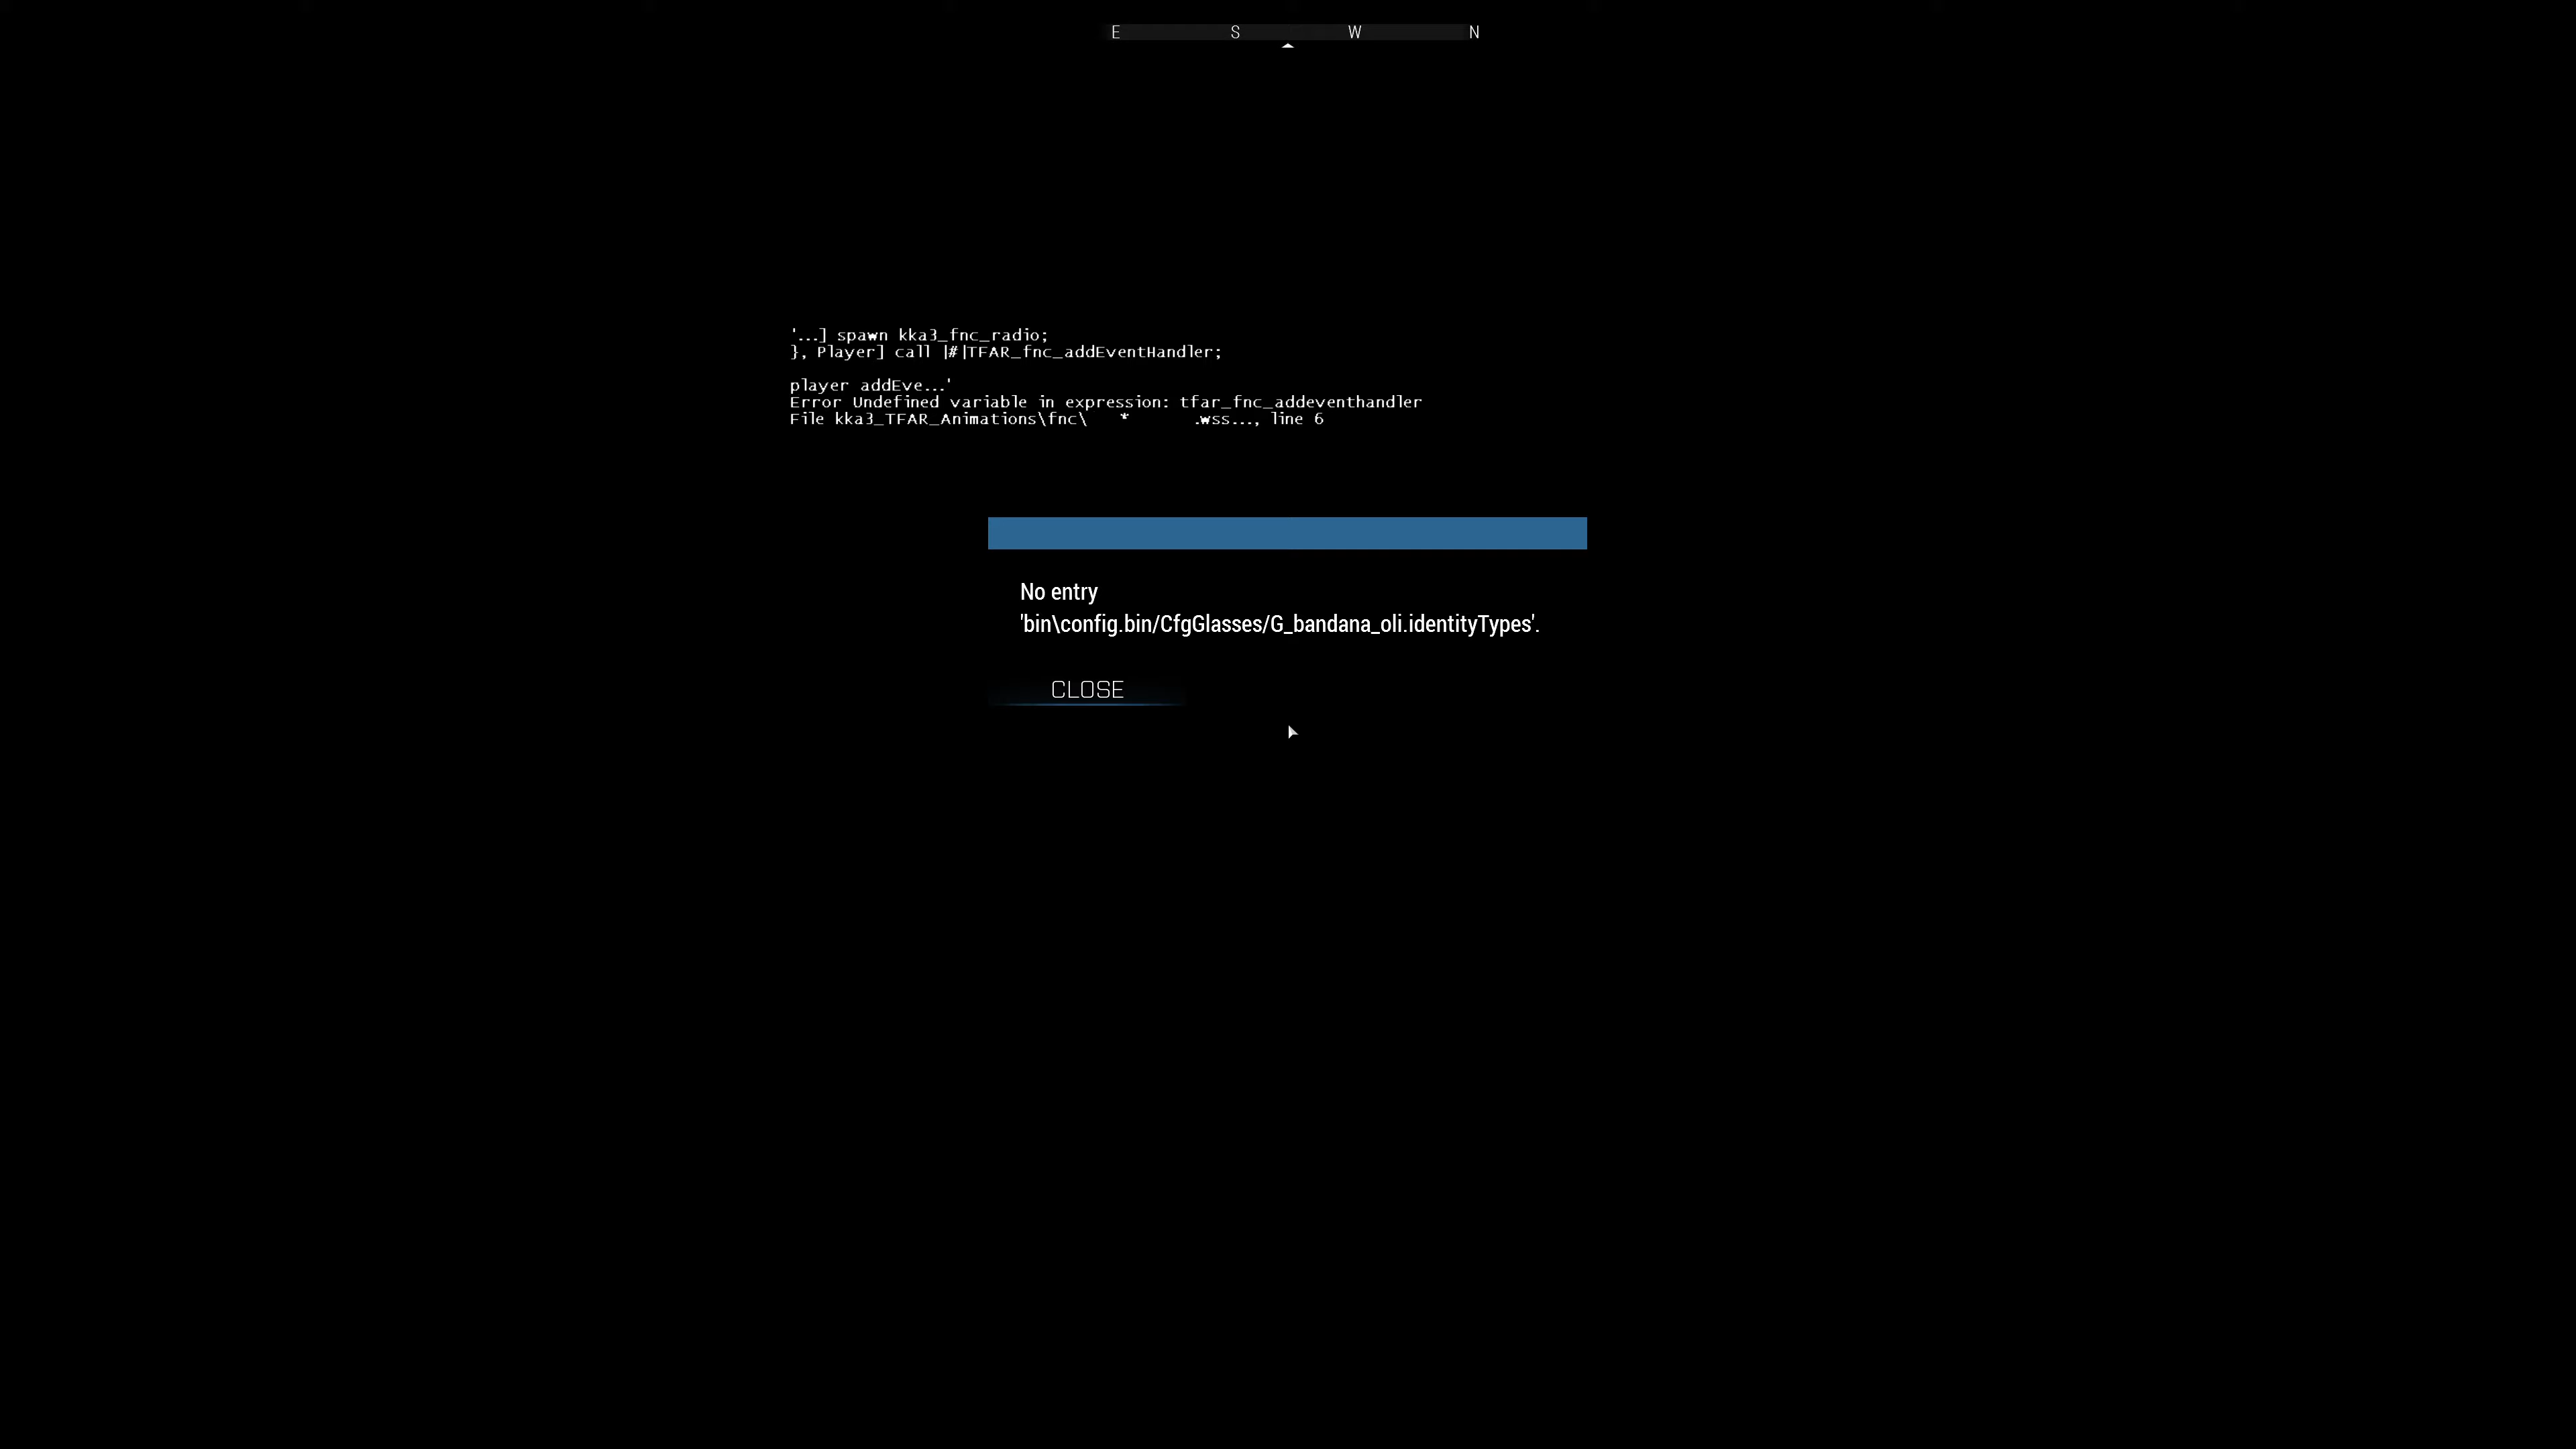 E S W N
'...] spawn kka3_fnc_radio;
}, Player] call |#|TFAR_fnc_addEventHandler;
player addEve...'
Error Undefined variable in expression: tfar_fnc_addeventhandler
File kka3_TFAR_Animations\fnc\ * .wss..., line 6
No entry
'bin\config.bin/CfgGlasses/G_bandana_oli.identityTypes'.
CLOSE